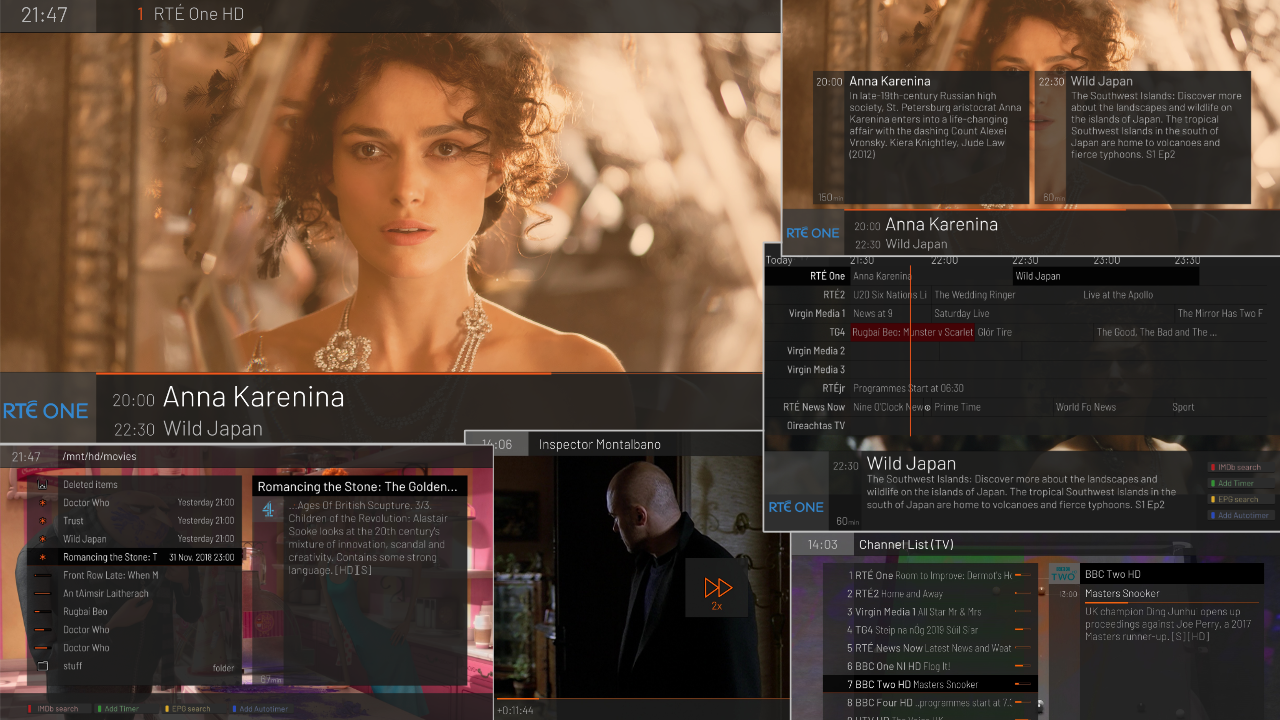 21:47
1 RTÉ One HD
RTÉ ONE
20:00 Anna Karenina
22:30 Wild Japan
20:00 Anna Karenina
In late-19th-century Russian high
society, St. Petersburg aristocrat Anna
Karenina enters into a life-changing
affair with the dashing Count Alexei
Vronsky. Kiera Knightley, Jude Law
(2012)
150min
22:30 Wild Japan
The Southwest Islands: Discover more
about the landscapes and wildlife on
the islands of Japan. The tropical
Southwest Islands in the south of
Japan are home to volcanoes and
fierce typhoons. S1 Ep2
60min
RTÉ ONE
20:00 Anna Karenina
22:30 Wild Japan
Today 21:30 22:00 22:30 23:00 23:30
RTÉ One Anna Karenina Wild Japan
RTÉ2 U20 Six Nations Li The Wedding Ringer Live at the Apollo
Virgin Media 1 News at 9 Saturday Live The Mirror Has Two F
TG4 Rugbaí Beo: Munster v Scarlet Glór Tíre The Good, The Bad and The ...
Virgin Media 2
Virgin Media 3
RTÉjr Programmes Start at 06:30
RTÉ News Now Nine O'Clock New Prime Time World Fo News Sport
Oireachtas TV
RTÉ ONE
22:30 Wild Japan
The Southwest Islands: Discover more about the landscapes and
wildlife on the islands of Japan. The tropical Southwest Islands in the
south of Japan are home to volcanoes and fierce typhoons. S1 Ep2
60min
IMDb search
Add Timer
EPG search
Add Autotimer
21:47 /mnt/hd/movies
Deleted items
Doctor Who Yesterday 21:00
Trust Yesterday 21:00
Wild Japan Yesterday 21:00
Romancing the Stone: T 31 Nov. 2018 23:00
Front Row Late: When M
An tAimsir Laitherach
Rugbaí Beo
Doctor Who
Doctor Who
stuff folder
Romancing the Stone: The Golden...
4
...Ages Of British Scupture. 3/3.
Children of the Revolution: Alastair
Spoke looks at the 20th century's
mixture of innovation, scandal and
creativity. Contains some strong
language. [HD][S]
67min
IMDb search Add Timer EPG search Add Autotimer
14:06 Inspector Montalbano
2x
+0:11:44
14:03 Channel List (TV)
1 RTÉ One Room to Improve: Dermot's Ho
2 RTÉ2 Home and Away
3 Virgin Media 1 All Star Mr & Mrs
4 TG4 Steip na nÓg 2019 Súil Siar
5 RTÉ News Now Latest News and Weat
6 BBC One NI HD Flog It!
7 BBC Two HD Masters Snooker
8 BBC Four HD ..programmes start at 7.
BBC
TWO
BBC Two HD
13:00 Masters Snooker
UK champion Ding Junhui opens up
proceedings against Joe Perry, a 2017
Masters runner-up. [S][HD]